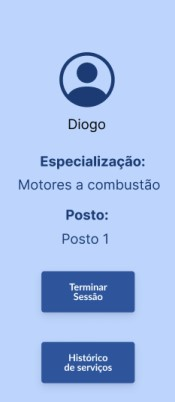 Diogo
Especialização:
Motores a combustão
Posto:
Posto 1
Terminar
Sessão
Histórico
de serviços